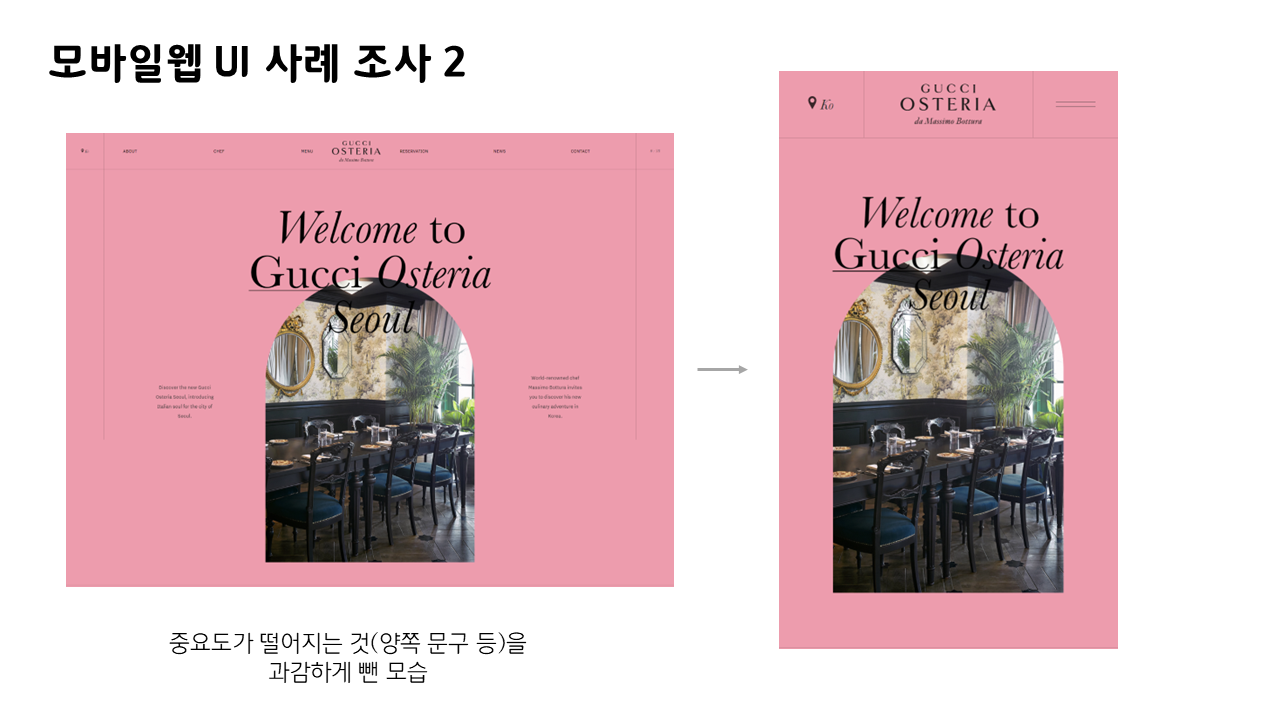 모바일웹 UI 사례 조사 2
ABOUT
CHEF
MENU
GUCCI
OSTERIA
da Massimo Bottura
RESERVATION
NEWS
CONTACT
Welcome to
Gucci Osteria
Seoul
Discover the new Gucci
Osteria Seoul, introducing
Italian soul for the city of
Seoul.
World-renowned chef
Massimo Bottura invites
you to discover his new
culinary adventure in
Korea.
중요도가 떨어지는 것(양쪽 문구 등)을
과감하게 뺀 모습
Ko
GUCCI
OSTERIA
da Massimo Bottura
Welcome to
Gucci Osteria
Seoul